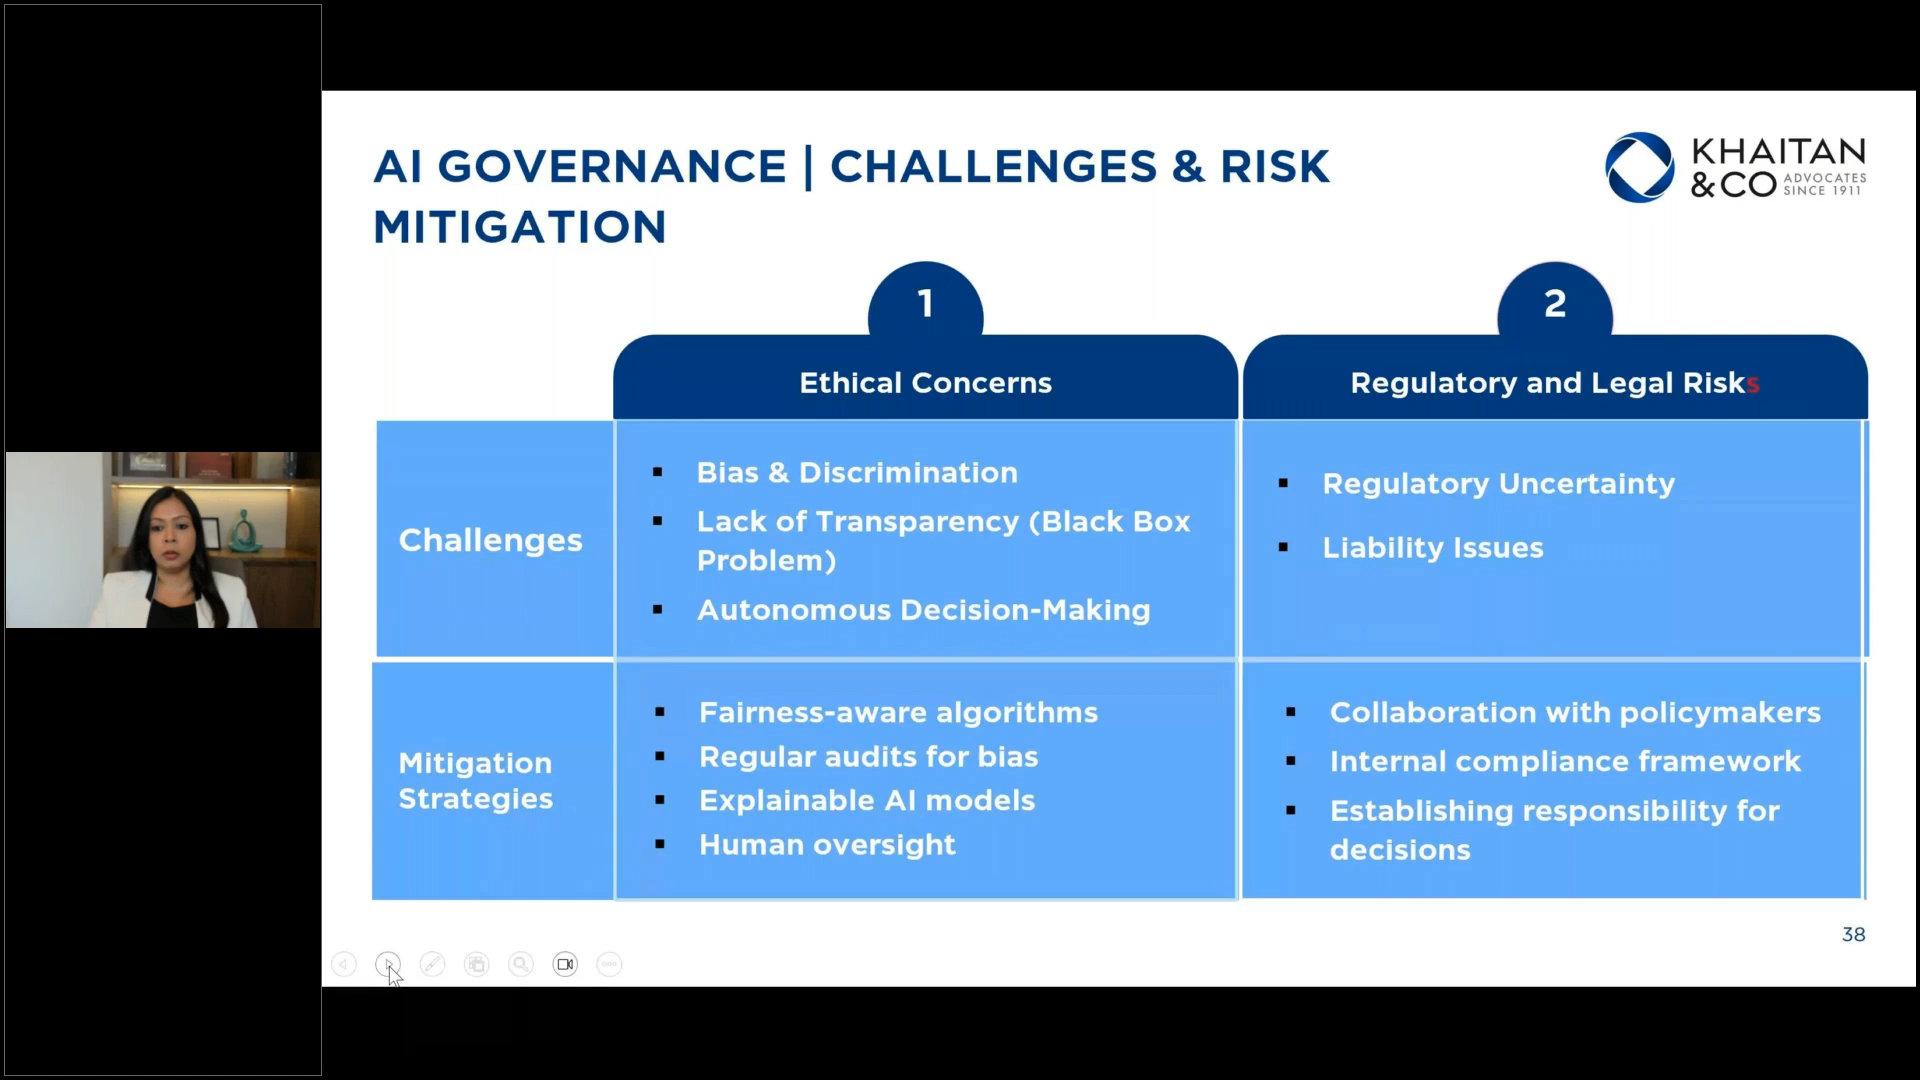 AI GOVERNANCE | CHALLENGES & RISK
MITIGATION
KHAITAN
&CO ADVOCATES
SINCE 1911
1
2
Ethical Concerns
Regulatory and Legal Risks
Challenges
Bias & Discrimination
Lack of Transparency (Black Box
Problem)
Autonomous Decision-Making
Regulatory Uncertainty
Liability Issues
Mitigation
Strategies
Fairness-aware algorithms
Regular audits for bias
Explainable AI models
Human oversight
Collaboration with policymakers
Internal compliance framework
Establishing responsibility for
decisions
38